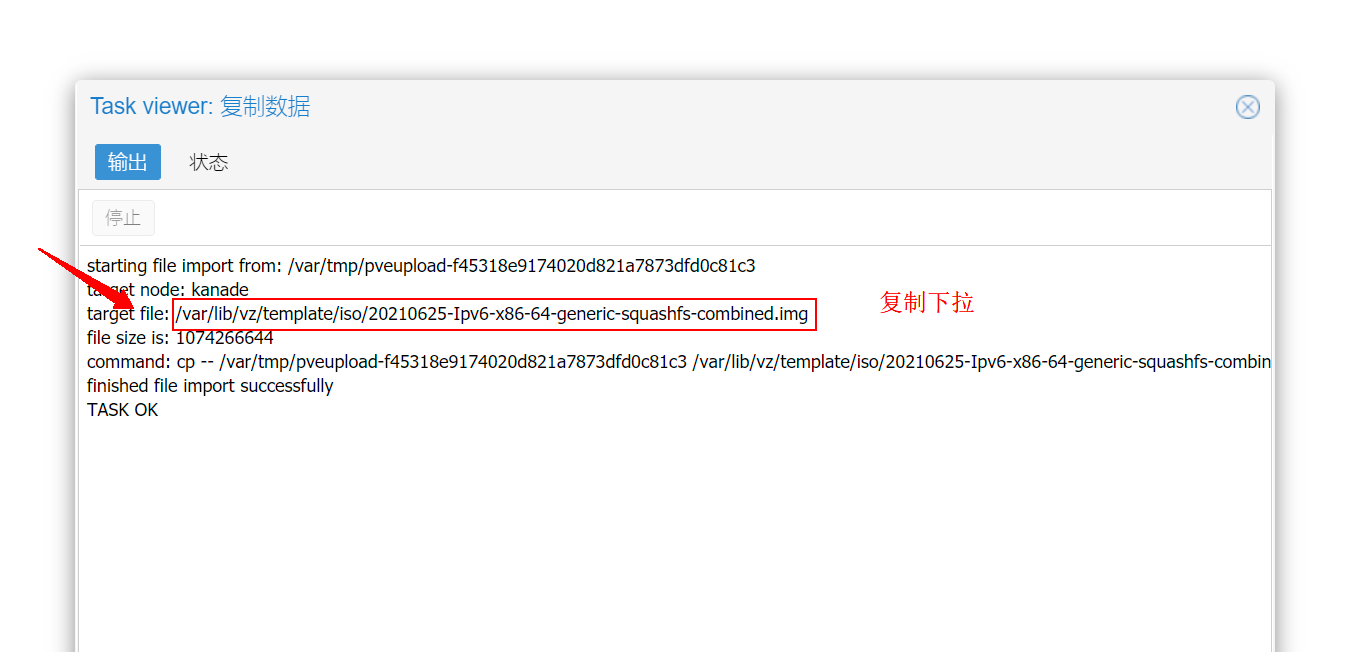 Task viewer: 复制数据
输出 状态
停止
starting file import from: /var/tmp/pveupload-f45318e9174020d821a7873dfd0c81c3
target node: kanade
target file: /var/lib/vz/template/iso/20210625-Ipv6-x86-64-generic-squashfs-combined.img
复制下拉
file size is: 1074266644
command: cp -- /var/tmp/pveupload-f45318e9174020d821a7873dfd0c81c3 /var/lib/vz/template/iso/20210625-Ipv6-x86-64-generic-squashfs-combin
finished file import successfully
TASK OK